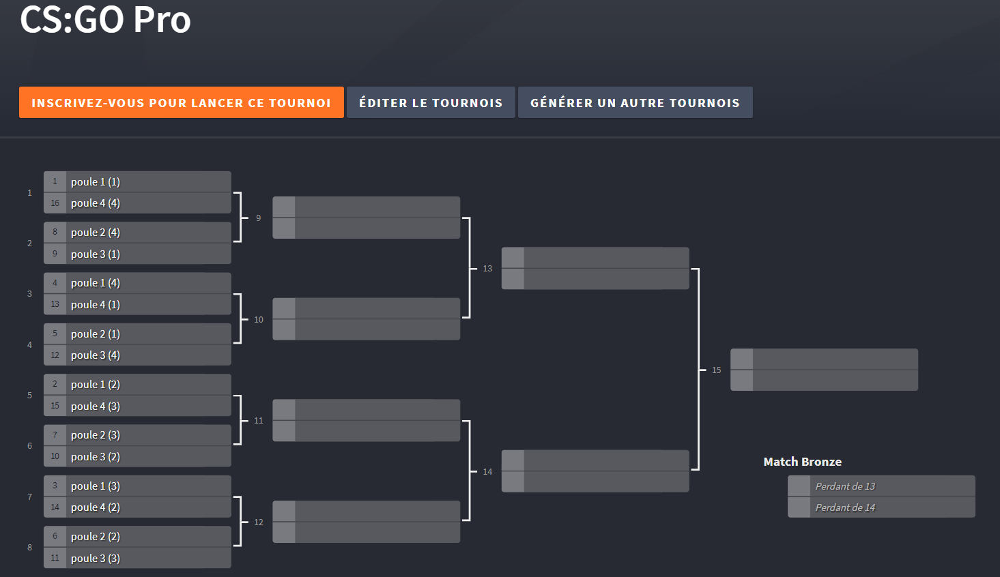 CS:GO Pro
INSCRIVEZ-VOUS POUR LANCER CE TOURNOI
ÉDITER LE TOURNOIS
GÉNÉRER UN AUTRE TOURNOIS
1
1 poule 1 (1)
16 poule 4 (4)
2
8 poule 2 (4)
9 poule 3 (1)
3
4 poule 1 (4)
13 poule 4 (1)
4
5 poule 2 (1)
12 poule 3 (4)
5
2 poule 1 (2)
15 poule 4 (3)
6
7 poule 2 (3)
10 poule 3 (2)
7
3 poule 1 (3)
14 poule 4 (2)
8
6 poule 2 (2)
11 poule 3 (3)
9
10
11
12
13
14
15
Match Bronze
Perdant de 13
Perdant de 14